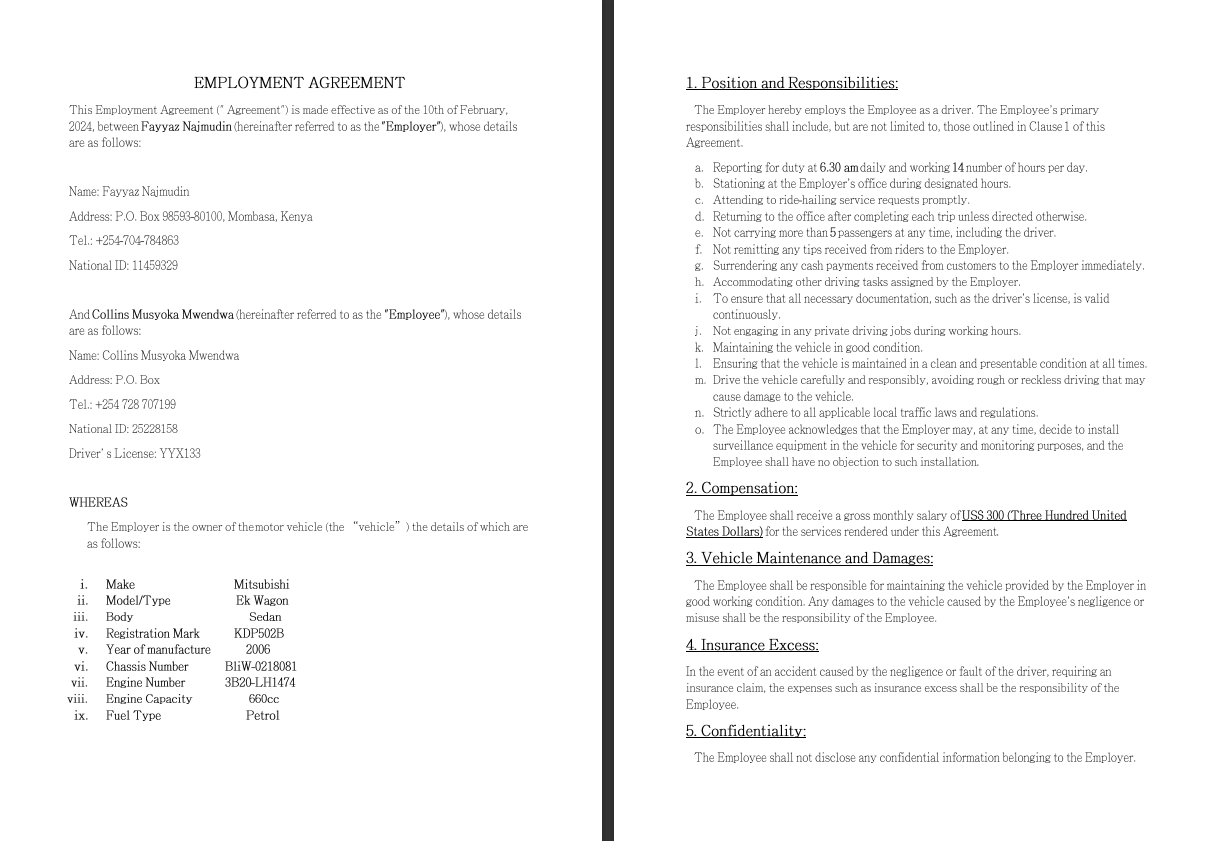 EMPLOYMENT AGREEMENT
This Employment Agreement (" Agreement") is made effective as of the 10th of February,
2024, between Fayyaz Najmudin (hereinafter referred to as the "Employer"), whose details
are as follows:
Name: Fayyaz Najmudin
Address: P.O. Box 98593-80100, Mombasa, Kenya
Tel.: +254-704-784863
National ID: 11459329
And Collins Musyoka Mwendwa (hereinafter referred to as the "Employee"), whose details
are as follows:
Name: Collins Musyoka Mwendwa
Address: P.O. Box
Tel.: +254 728 707199
National ID: 25228158
Driver's License: YYX133
WHEREAS
The Employer is the owner of the motor vehicle (the “vehicle”) the details of which are
as follows:
i. Make Mitsubishi
ii. Model/Type Ek Wagon
iii. Body Sedan
iv. Registration Mark KDP502B
v. Year of manufacture 2006
vi. Chassis Number BliW-0218081
vii. Engine Number 3B20-LH1474
viii. Engine Capacity 660cc
ix. Fuel Type Petrol
1. Position and Responsibilities:
The Employer hereby employs the Employee as a driver. The Employee's primary
responsibilities shall include, but are not limited to, those outlined in Clause 1 of this
Agreement.
a. Reporting for duty at 6.30 am daily and working 14 number of hours per day.
b. Stationing at the Employer's office during designated hours.
c. Attending to ride-hailing service requests promptly.
d. Returning to the office after completing each trip unless directed otherwise.
e. Not carrying more than 5 passengers at any time, including the driver.
f. Not remitting any tips received from riders to the Employer.
g. Surrendering any cash payments received from customers to the Employer immediately.
h. Accommodating other driving tasks assigned by the Employer.
i. To ensure that all necessary documentation, such as the driver's license, is valid
continuously.
j. Not engaging in any private driving jobs during working hours.
k. Maintaining the vehicle in good condition.
l. Ensuring that the vehicle is maintained in a clean and presentable condition at all times.
m. Drive the vehicle carefully and responsibly, avoiding rough or reckless driving that may
cause damage to the vehicle.
n. Strictly adhere to all applicable local traffic laws and regulations.
o. The Employee acknowledges that the Employer may, at any time, decide to install
surveillance equipment in the vehicle for security and monitoring purposes, and the
Employee shall have no objection to such installation.
2. Compensation:
The Employee shall receive a gross monthly salary of US$ 300 (Three Hundred United
States Dollars) for the services rendered under this Agreement.
3. Vehicle Maintenance and Damages:
The Employee shall be responsible for maintaining the vehicle provided by the Employer in
good working condition. Any damages to the vehicle caused by the Employee's negligence or
misuse shall be the responsibility of the Employee.
4. Insurance Excess:
In the event of an accident caused by the negligence or fault of the driver, requiring an
insurance claim, the expenses such as insurance excess shall be the responsibility of the
Employee.
5. Confidentiality:
The Employee shall not disclose any confidential information belonging to the Employer.